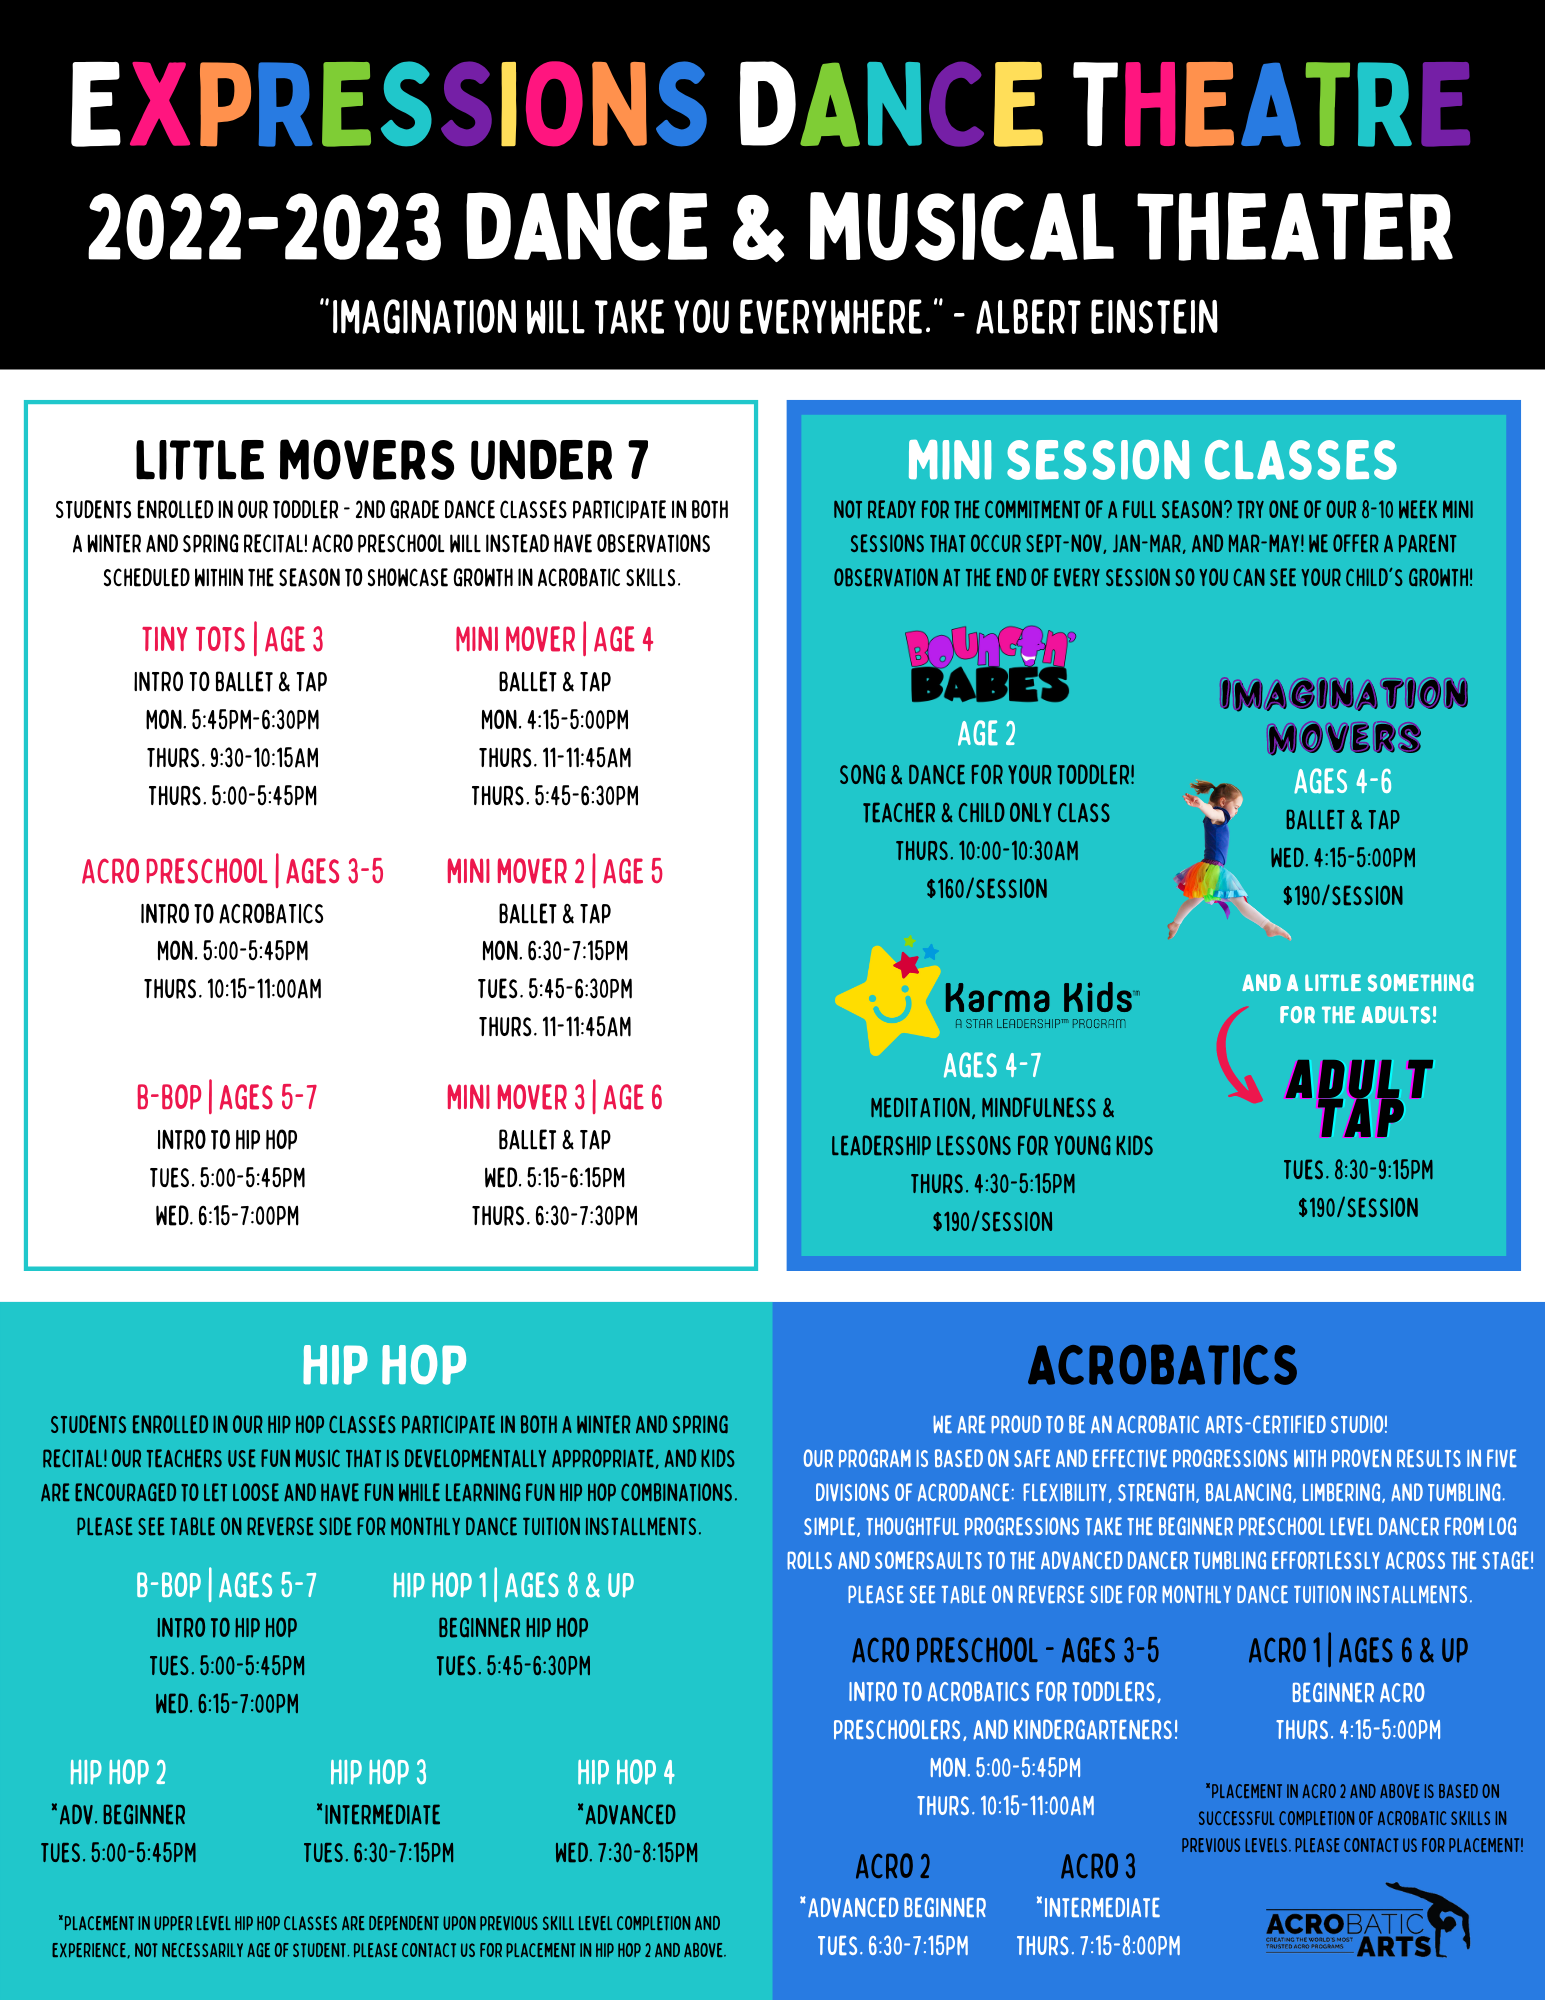 EXPRESSIONS DANCE THEATRE
2022-2023 DANCE & MUSICAL THEATER
"IMAGINATION WILL TAKE YOU EVERYWHERE." - ALBERT EINSTEIN
LITTLE MOVERS UNDER 7
STUDENTS ENROLLED IN OUR TODDLER - 2ND GRADE DANCE CLASSES PARTICIPATE IN BOTH
A WINTER AND SPRING RECITAL! ACRO PRESCHOOL WILL INSTEAD HAVE OBSERVATIONS
SCHEDULED WITHIN THE SEASON TO SHOWCASE GROWTH IN ACROBATIC SKILLS.
TINY TOTS | AGE 3
INTRO TO BALLET & TAP
MON. 5:45PM-6:30PM
THURS. 9:30-10:15AM
THURS. 5:00-5:45PM
MINI MOVER | AGE 4
BALLET & TAP
MON. 4:15-5:00PM
THURS. 11-11:45AM
THURS. 5:45-6:30PM
ACRO PRESCHOOL | AGES 3-5
INTRO TO ACROBATICS
MON. 5:00-5:45PM
THURS. 10:15-11:00AM
MINI MOVER 2 | AGE 5
BALLET & TAP
MON. 6:30-7:15PM
TUES. 5:45-6:30PM
THURS. 11-11:45AM
B-BOP | AGES 5-7
INTRO TO HIP HOP
TUES. 5:00-5:45PM
WED. 6:15-7:00PM
MINI MOVER 3 | AGE 6
BALLET & TAP
WED. 5:15-6:15PM
THURS. 6:30-7:30PM
MINI SESSION CLASSES
NOT READY FOR THE COMMITMENT OF A FULL SEASON? TRY ONE OF OUR 8-10 WEEK MINI
SESSIONS THAT OCCUR SEPT-NOV, JAN-MAR, AND MAR-MAY! WE OFFER A PARENT
OBSERVATION AT THE END OF EVERY SESSION SO YOU CAN SEE YOUR CHILD'S GROWTH!
BOUNCIN'
BABES
AGE 2
SONG & DANCE FOR YOUR TODDLER!
TEACHER & CHILD ONLY CLASS
THURS. 10:00-10:30AM
$160/SESSION
IMAGINATION
MOVERS
AGES 4-6
BALLET & TAP
WED. 4:15-5:00PM
$190/SESSION
Karma Kids™
A STAR LEADERSHIP™ PROGRAM
AGES 4-7
MEDITATION, MINDFULNESS &
LEADERSHIP LESSONS FOR YOUNG KIDS
THURS. 4:30-5:15PM
$190/SESSION
AND A LITTLE SOMETHING
FOR THE ADULTS!
ADULT
TAP
TUES. 8:30-9:15PM
$190/SESSION
HIP HOP
STUDENTS ENROLLED IN OUR HIP HOP CLASSES PARTICIPATE IN BOTH A WINTER AND SPRING
RECITAL! OUR TEACHERS USE FUN MUSIC THAT IS DEVELOPMENTALLY APPROPRIATE, AND KIDS
ARE ENCOURAGED TO LET LOOSE AND HAVE FUN WHILE LEARNING FUN HIP HOP COMBINATIONS.
PLEASE SEE TABLE ON REVERSE SIDE FOR MONTHLY DANCE TUITION INSTALLMENTS.
B-BOP | AGES 5-7
INTRO TO HIP HOP
TUES. 5:00-5:45PM
WED. 6:15-7:00PM
HIP HOP 1 | AGES 8 & UP
BEGINNER HIP HOP
TUES. 5:45-6:30PM
HIP HOP 2
*ADV. BEGINNER
TUES. 5:00-5:45PM
HIP HOP 3
*INTERMEDIATE
TUES. 6:30-7:15PM
HIP HOP 4
*ADVANCED
WED. 7:30-8:15PM
*PLACEMENT IN UPPER LEVEL HIP HOP CLASSES ARE DEPENDENT UPON PREVIOUS SKILL LEVEL COMPLETION AND
EXPERIENCE, NOT NECESSARILY AGE OF STUDENT. PLEASE CONTACT US FOR PLACEMENT IN HIP HOP 2 AND ABOVE.
ACROBATICS
WE ARE PROUD TO BE AN ACROBATIC ARTS-CERTIFIED STUDIO!
OUR PROGRAM IS BASED ON SAFE AND EFFECTIVE PROGRESSIONS WITH PROVEN RESULTS IN FIVE
DIVISIONS OF ACRODANCE: FLEXIBILITY, STRENGTH, BALANCING, LIMBERING, AND TUMBLING.
SIMPLE, THOUGHTFUL PROGRESSIONS TAKE THE BEGINNER PRESCHOOL LEVEL DANCER FROM LOG
ROLLS AND SOMERSAULTS TO THE ADVANCED DANCER TUMBLING EFFORTLESSLY ACROSS THE STAGE!
PLEASE SEE TABLE ON REVERSE SIDE FOR MONTHLY DANCE TUITION INSTALLMENTS.
ACRO PRESCHOOL - AGES 3-5
INTRO TO ACROBATICS FOR TODDLERS,
PRESCHOOLERS, AND KINDERGARTENERS!
MON. 5:00-5:45PM
THURS. 10:15-11:00AM
ACRO 1 | AGES 6 & UP
BEGINNER ACRO
THURS. 4:15-5:00PM
*PLACEMENT IN ACRO 2 AND ABOVE IS BASED ON
SUCCESSFUL COMPLETION OF ACROBATIC SKILLS IN
PREVIOUS LEVELS. PLEASE CONTACT US FOR PLACEMENT!
ACRO 2
*ADVANCED BEGINNER
TUES. 6:30-7:15PM
ACRO 3
*INTERMEDIATE
THURS. 7:15-8:00PM
ACROBATIC
CREATING THE WORLD'S MOST
TRUSTED ACRO PROGRAMS
ARTS